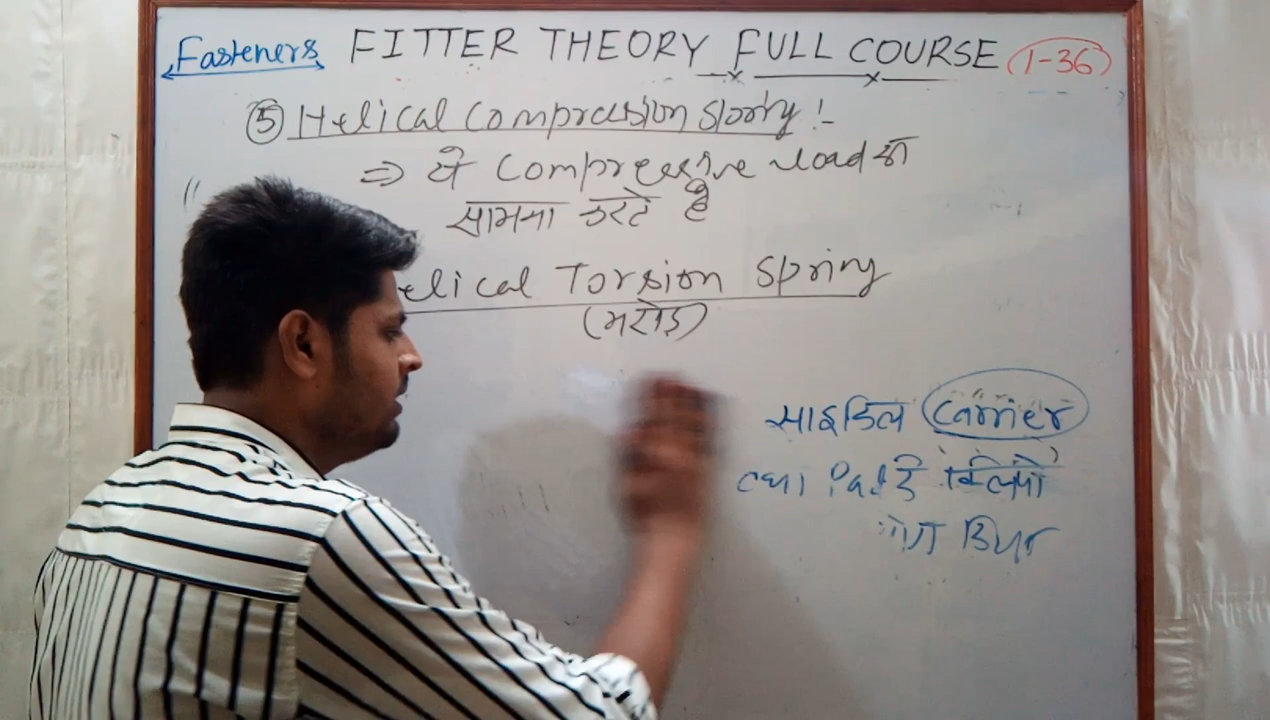 Fasteners FITTER THEORY FULL COURSE (1-36)
⑤ Helical Compression Spring :-
⇒ ये Compressive load का
सामना करते है
elical Torsion Spring
(मरोड़)
साइकिल Carrier
तथा
किया